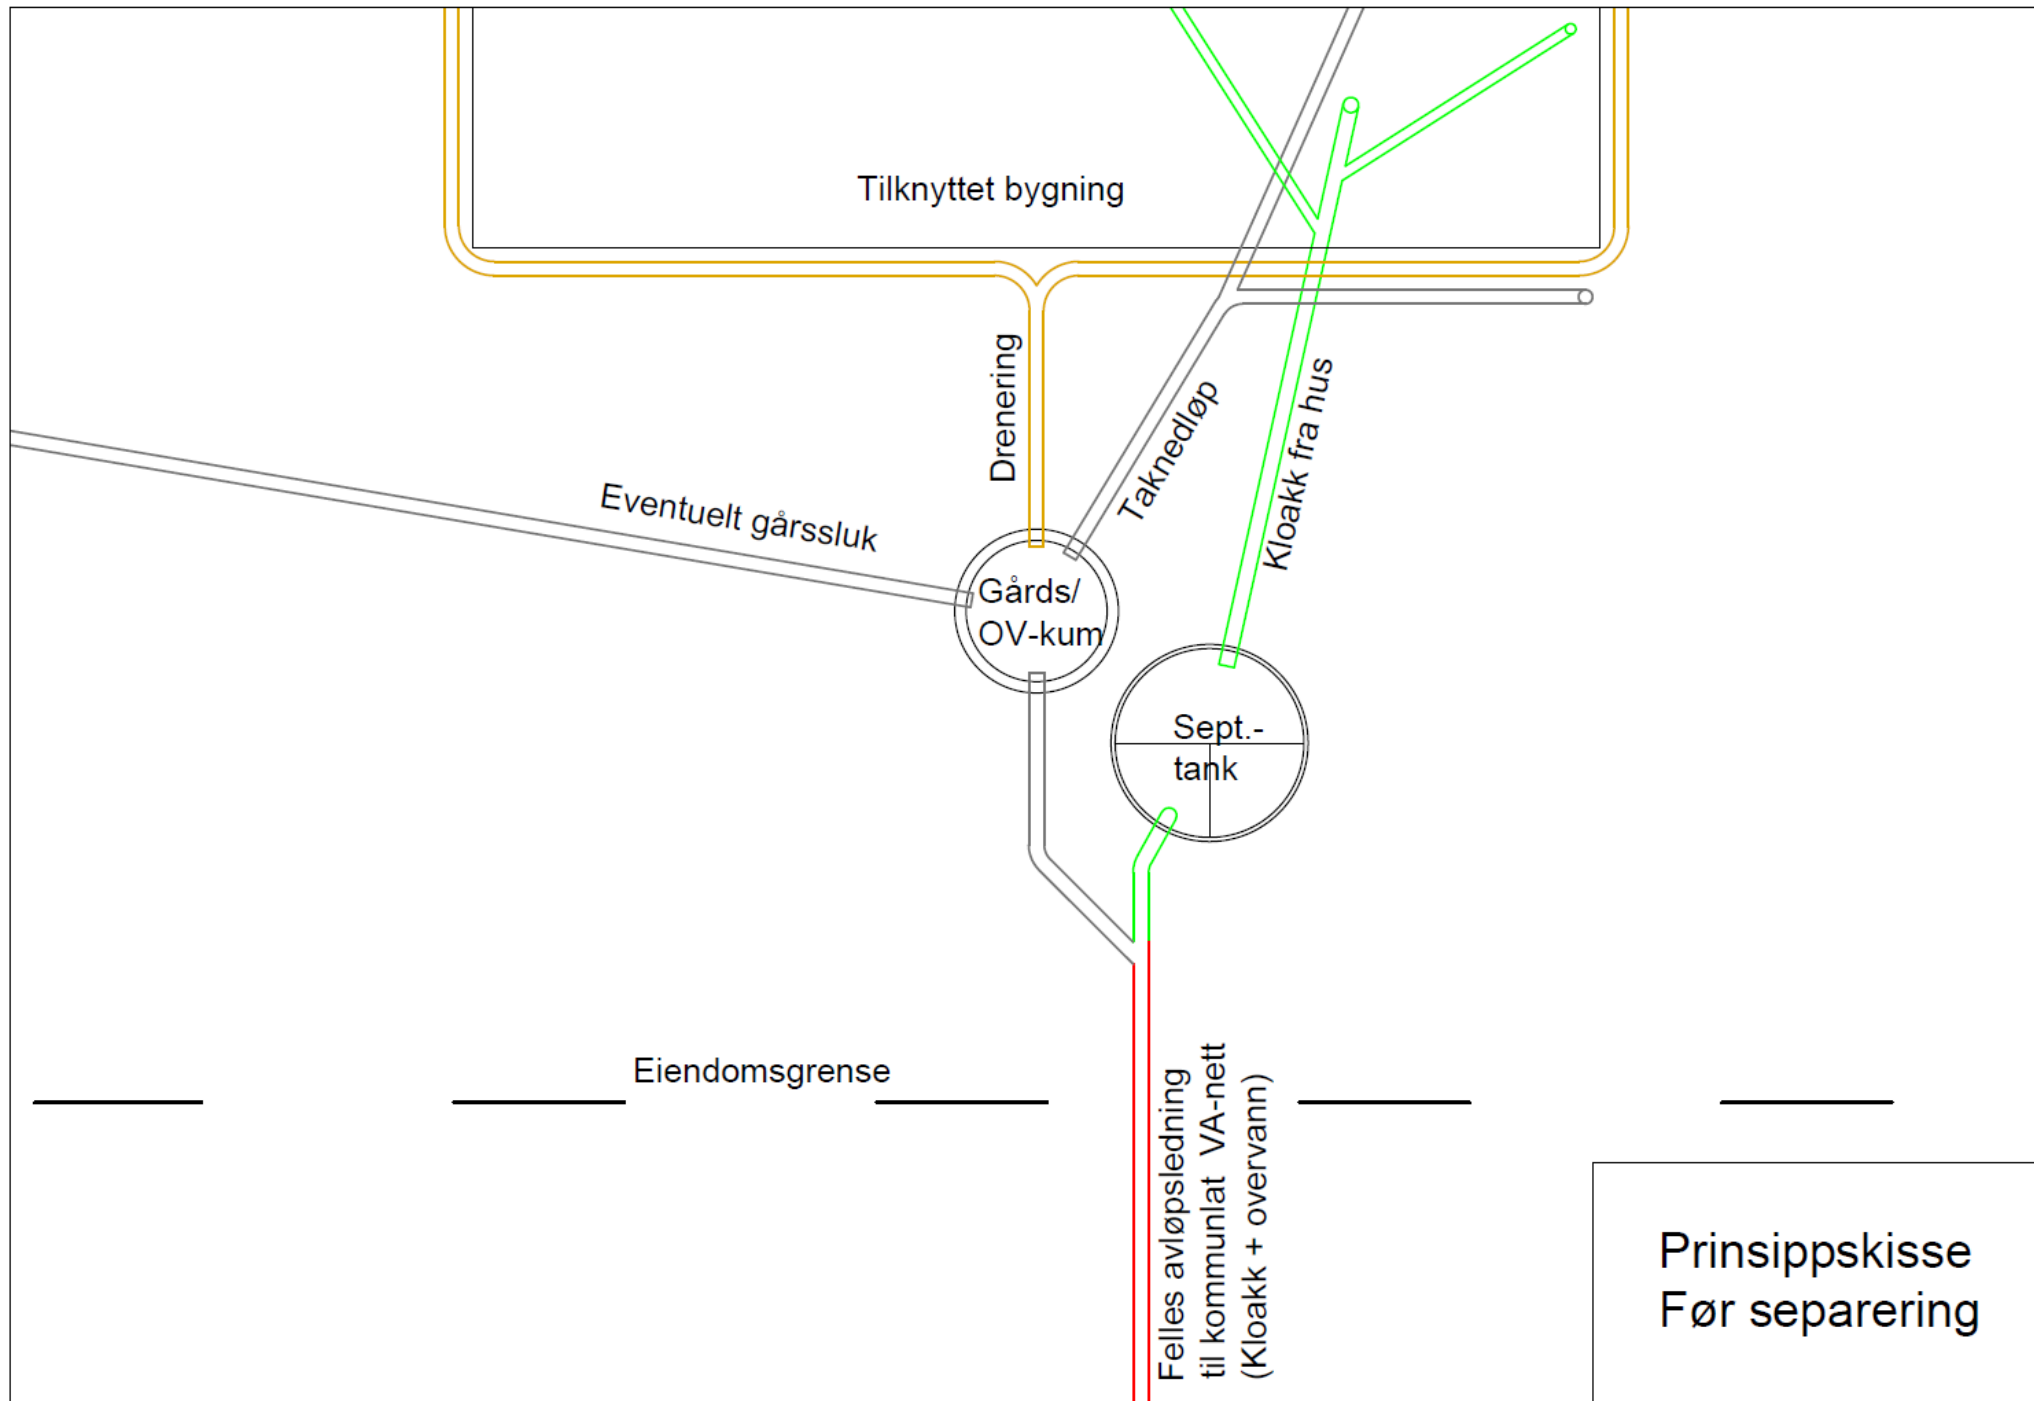 Tilknyttet bygning
Drenering
Taknedløp
Kloakk fra hus
Eventuelt gårssluk
Gårds/
OV-kum
Sept.-
tank
Eiendomsgrense
Felles avløpsledning
til kommunlat VA-nett
(Kloakk + overvann)
Prinsippskisse
Før separering